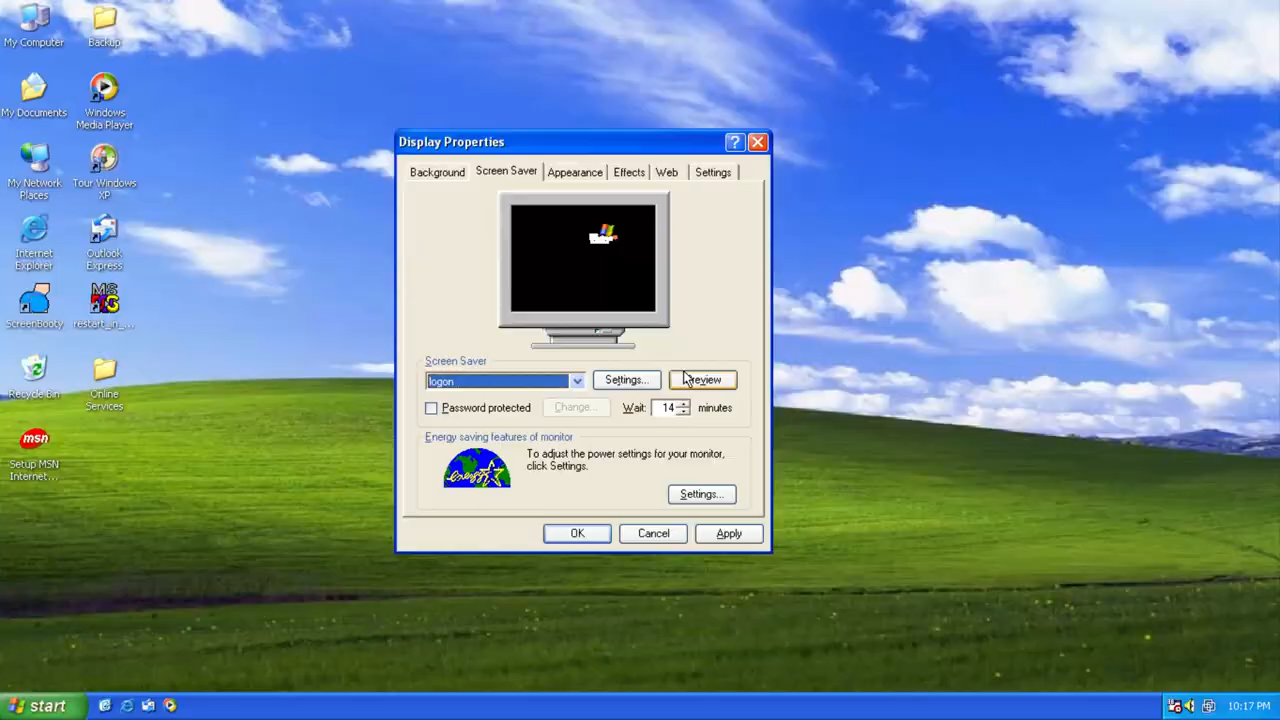 My Computer
Backup
My Documents
Windows
Media Player
My Network
Places
Tour Windows
XP
Internet
Explorer
Outlook
Express
ScreenBooty
restart_in_...
Recycle Bin
Online
Services
msn
Setup MSN
Internet...
Display Properties
Background
Screen Saver
Appearance
Effects
Web
Settings
Screen Saver
logon
Settings...
Preview
Password protected
Change...
Wait:
14
minutes
Energy saving features of monitor
energy
To adjust the power settings for your monitor,
click Settings.
Settings...
OK
Cancel
Apply
start
10:17 PM